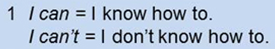 1 I can = I know how to.
I can't = I don't know how to.